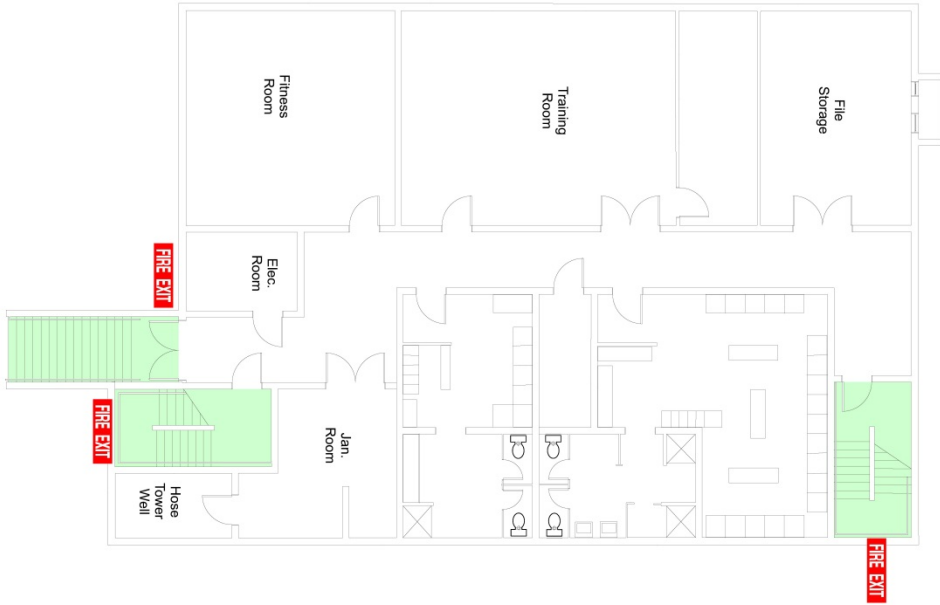 Fitness
Room
Training
Room
File
Storage
FIRE EXIT
Elec.
Room
FIRE EXIT
Jan.
Room
Hose
Tower
Well
FIRE EXIT